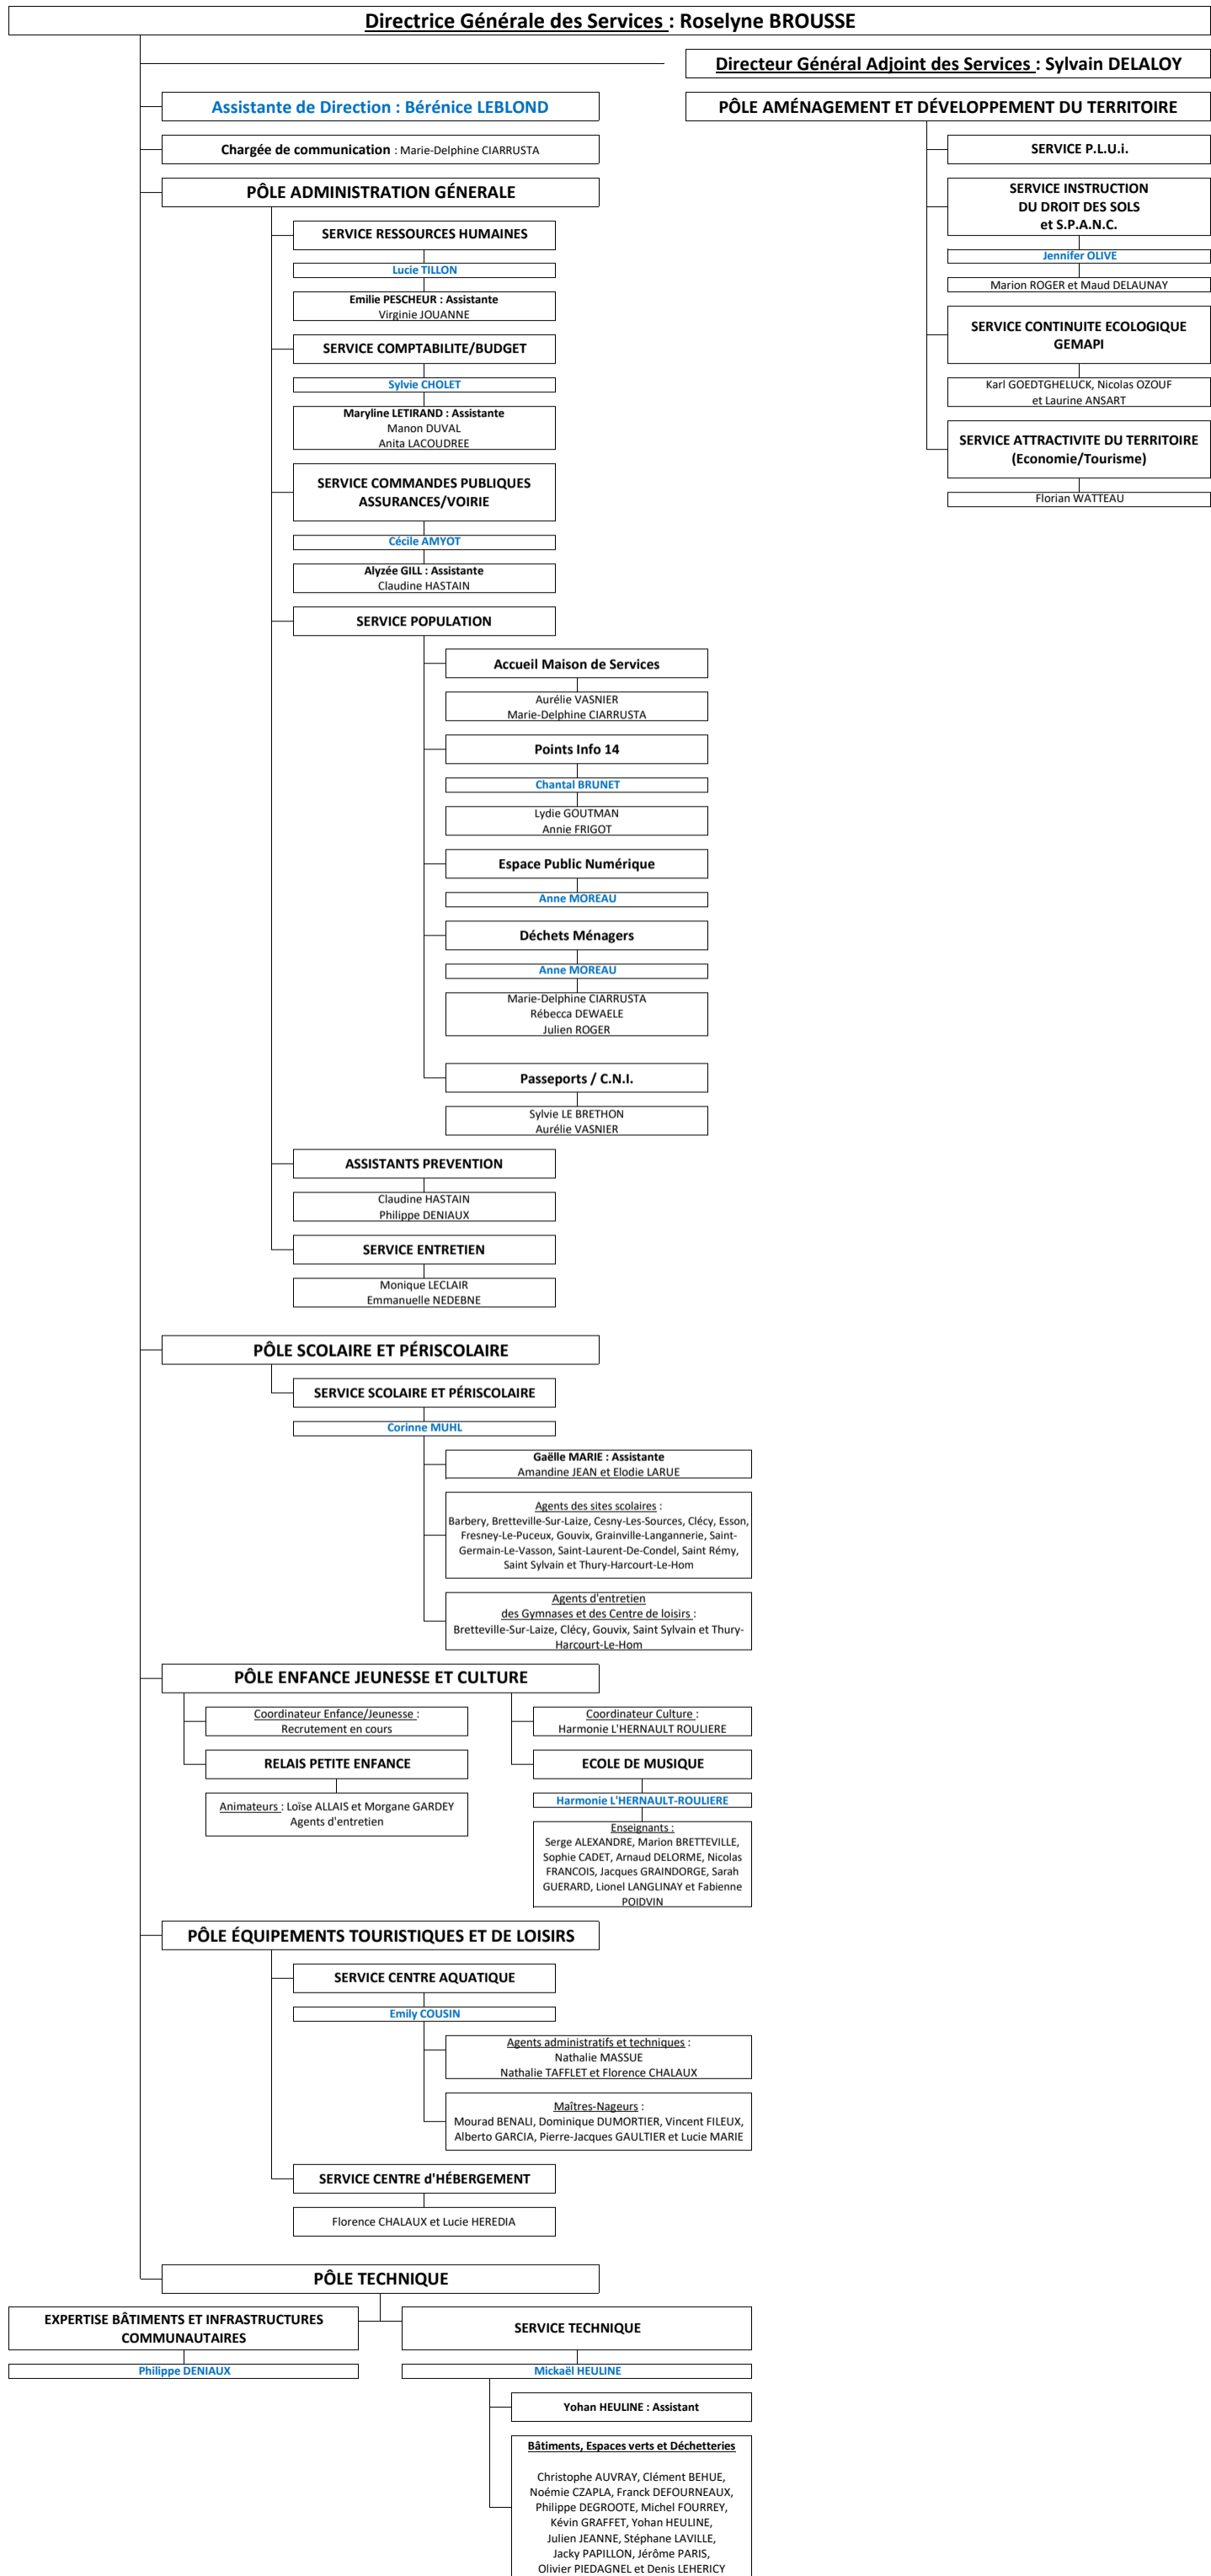 Directrice Générale des Services : Roselyne BROUSSE
Directeur Général Adjoint des Services : Sylvain DELALOY
Assistante de Direction : Bérénice LEBLOND
Chargée de communication : Marie-Delphine CIARRUSTA
PÔLE ADMINISTRATION GÉNERALE
SERVICE RESSOURCES HUMAINES
Lucie TILLON
Emilie PESCHEUR : Assistante
Virginie JOUANNE
SERVICE COMPTABILITE/BUDGET
Sylvie CHOLET
Maryline LETIRAND : Assistante
Manon DUVAL
Anita LACOUDREE
SERVICE COMMANDES PUBLIQUES
ASSURANCES/VOIRIE
Cécile AMYOT
Alyzée GILL : Assistante
Claudine HASTAIN
SERVICE POPULATION
Accueil Maison de Services
Aurélie VASNIER
Marie-Delphine CIARRUSTA
Points Info 14
Chantal BRUNET
Lydie GOUTMAN
Annie FRIGOT
Espace Public Numérique
Anne MOREAU
Déchets Ménagers
Anne MOREAU
Marie-Delphine CIARRUSTA
Rébecca DEWAELE
Julien ROGER
Passeports / C.N.I.
Sylvie LE BRETHON
Aurélie VASNIER
ASSISTANTS PREVENTION
Claudine HASTAIN
Philippe DENIAUX
SERVICE ENTRETIEN
Monique LECLAIR
Emmanuelle NEDEBNE
PÔLE AMÉNAGEMENT ET DÉVELOPPEMENT DU TERRITOIRE
SERVICE P.L.U.i.
SERVICE INSTRUCTION
DU DROIT DES SOLS
et S.P.A.N.C.
Jennifer OLIVE
Marion ROGER et Maud DELAUNAY
SERVICE CONTINUITE ECOLOGIQUE
GEMAPI
Karl GOEDTGHELUCK, Nicolas OZOUF
et Laurine ANSART
SERVICE ATTRACTIVITE DU TERRITOIRE
(Economie/Tourisme)
Florian WATTEAU
PÔLE SCOLAIRE ET PÉRISCOLAIRE
SERVICE SCOLAIRE ET PÉRISCOLAIRE
Corinne MUHL
Gaëlle MARIE : Assistante
Amandine JEAN et Elodie LARUE
Agents des sites scolaires :
Barbery, Bretteville-Sur-Laize, Cesny-Les-Sources, Clécy, Esson,
Fresney-Le-Puceux, Gouvix, Grainville-Langannerie, Saint-
Germain-Le-Vasson, Saint-Laurent-De-Condel, Saint Rémy,
Saint Sylvain et Thury-Harcourt-Le-Hom
Agents d'entretien
des Gymnases et des Centre de loisirs :
Bretteville-Sur-Laize, Clécy, Gouvix, Saint Sylvain et Thury-
Harcourt-Le-Hom
PÔLE ENFANCE JEUNESSE ET CULTURE
Coordinateur Enfance/Jeunesse :
Recrutement en cours
RELAIS PETITE ENFANCE
Animateurs : Loïse ALLAIS et Morgane GARDEY
Agents d'entretien
Coordinateur Culture :
Harmonie L'HERNAULT ROULIERE
ECOLE DE MUSIQUE
Harmonie L'HERNAULT-ROULIERE
Enseignants :
Serge ALEXANDRE, Marion BRETTEVILLE,
Sophie CADET, Arnaud DELORME, Nicolas
FRANCOIS, Jacques GRAINDORGE, Sarah
GUERARD, Lionel LANGLINAY et Fabienne
POIDVIN
PÔLE ÉQUIPEMENTS TOURISTIQUES ET DE LOISIRS
SERVICE CENTRE AQUATIQUE
Emily COUSIN
Agents administratifs et techniques :
Nathalie MASSUE
Nathalie TAFFLET et Florence CHALAUX
Maîtres-Nageurs :
Mourad BENALI, Dominique DUMORTIER, Vincent FILEUX,
Alberto GARCIA, Pierre-Jacques GAULTIER et Lucie MARIE
SERVICE CENTRE d'HÉBERGEMENT
Florence CHALAUX et Lucie HEREDIA
PÔLE TECHNIQUE
EXPERTISE BÂTIMENTS ET INFRASTRUCTURES
COMMUNAUTAIRES
Philippe DENIAUX
SERVICE TECHNIQUE
Mickaël HEULINE
Yohan HEULINE : Assistant
Bâtiments, Espaces verts et Déchetteries
Christophe AUVRAY, Clément BEHUE,
Noémie CZAPLA, Franck DEFOURNEAUX,
Philippe DEGROOTE, Michel FOURREY,
Kévin GRAFFET, Yohan HEULINE,
Julien JEANNE, Stéphane LAVILLE,
Jacky PAPILLON, Jérôme PARIS,
Olivier PIEDAGNEL et Denis LEHERICY